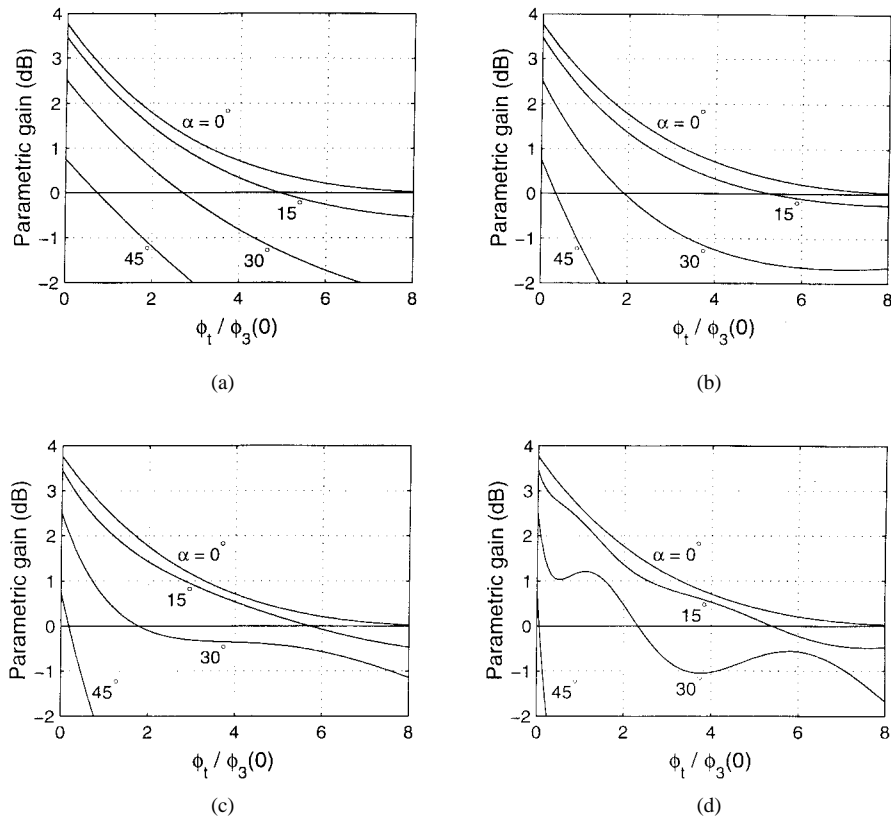 4
3
2
1
0
-1
-2
Parametric gain (dB)
α = 0°
15°
30°
45°
0 2 4 6 8
ϕt / ϕ3(0)
(a)
4
3
2
1
0
-1
-2
Parametric gain (dB)
α = 0°
15°
30°
45°
0 2 4 6 8
ϕt / ϕ3(0)
(b)
4
3
2
1
0
-1
-2
Parametric gain (dB)
α = 0°
15°
30°
45°
0 2 4 6 8
ϕt / ϕ3(0)
(c)
4
3
2
1
0
-1
-2
Parametric gain (dB)
α = 0°
15°
30°
45°
0 2 4 6 8
ϕt / ϕ3(0)
(d)